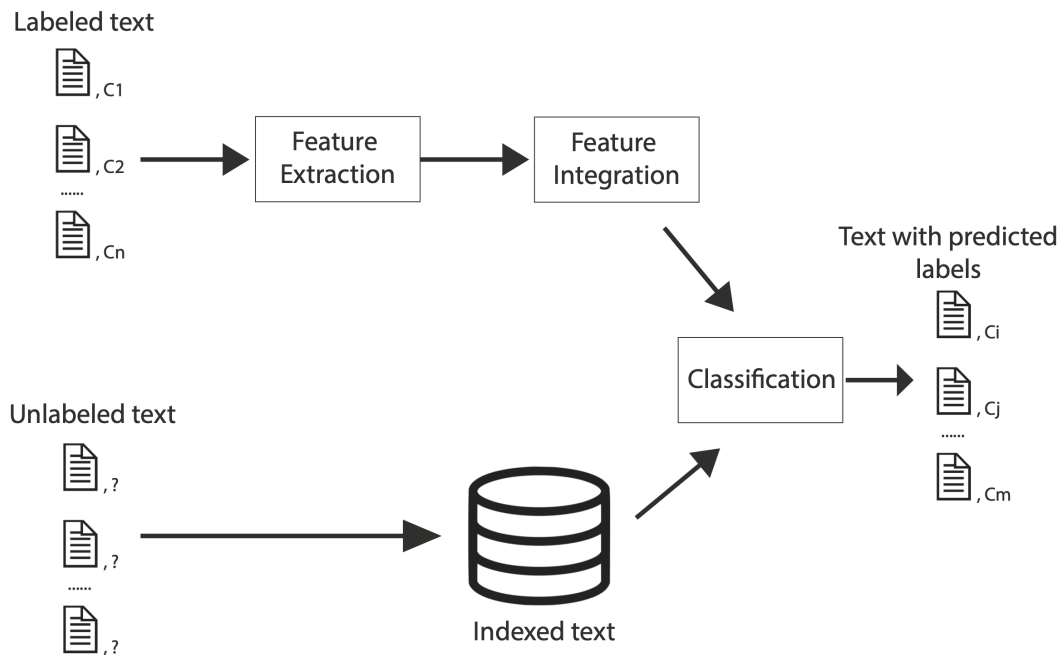 Labeled text
, C1
, C2
......
, Cn
Feature
Extraction
Feature
Integration
Text with predicted
labels
, Ci
, Cj
......
, Cm
Classification
Unlabeled text
, ?
, ?
......
, ?
Indexed text